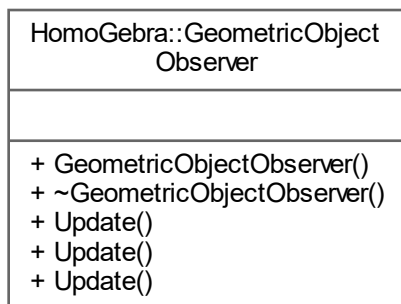 HomoGebra::GeometricObject
Observer
+ GeometricObjectObserver()
+ ~GeometricObjectObserver()
+ Update()
+ Update()
+ Update()